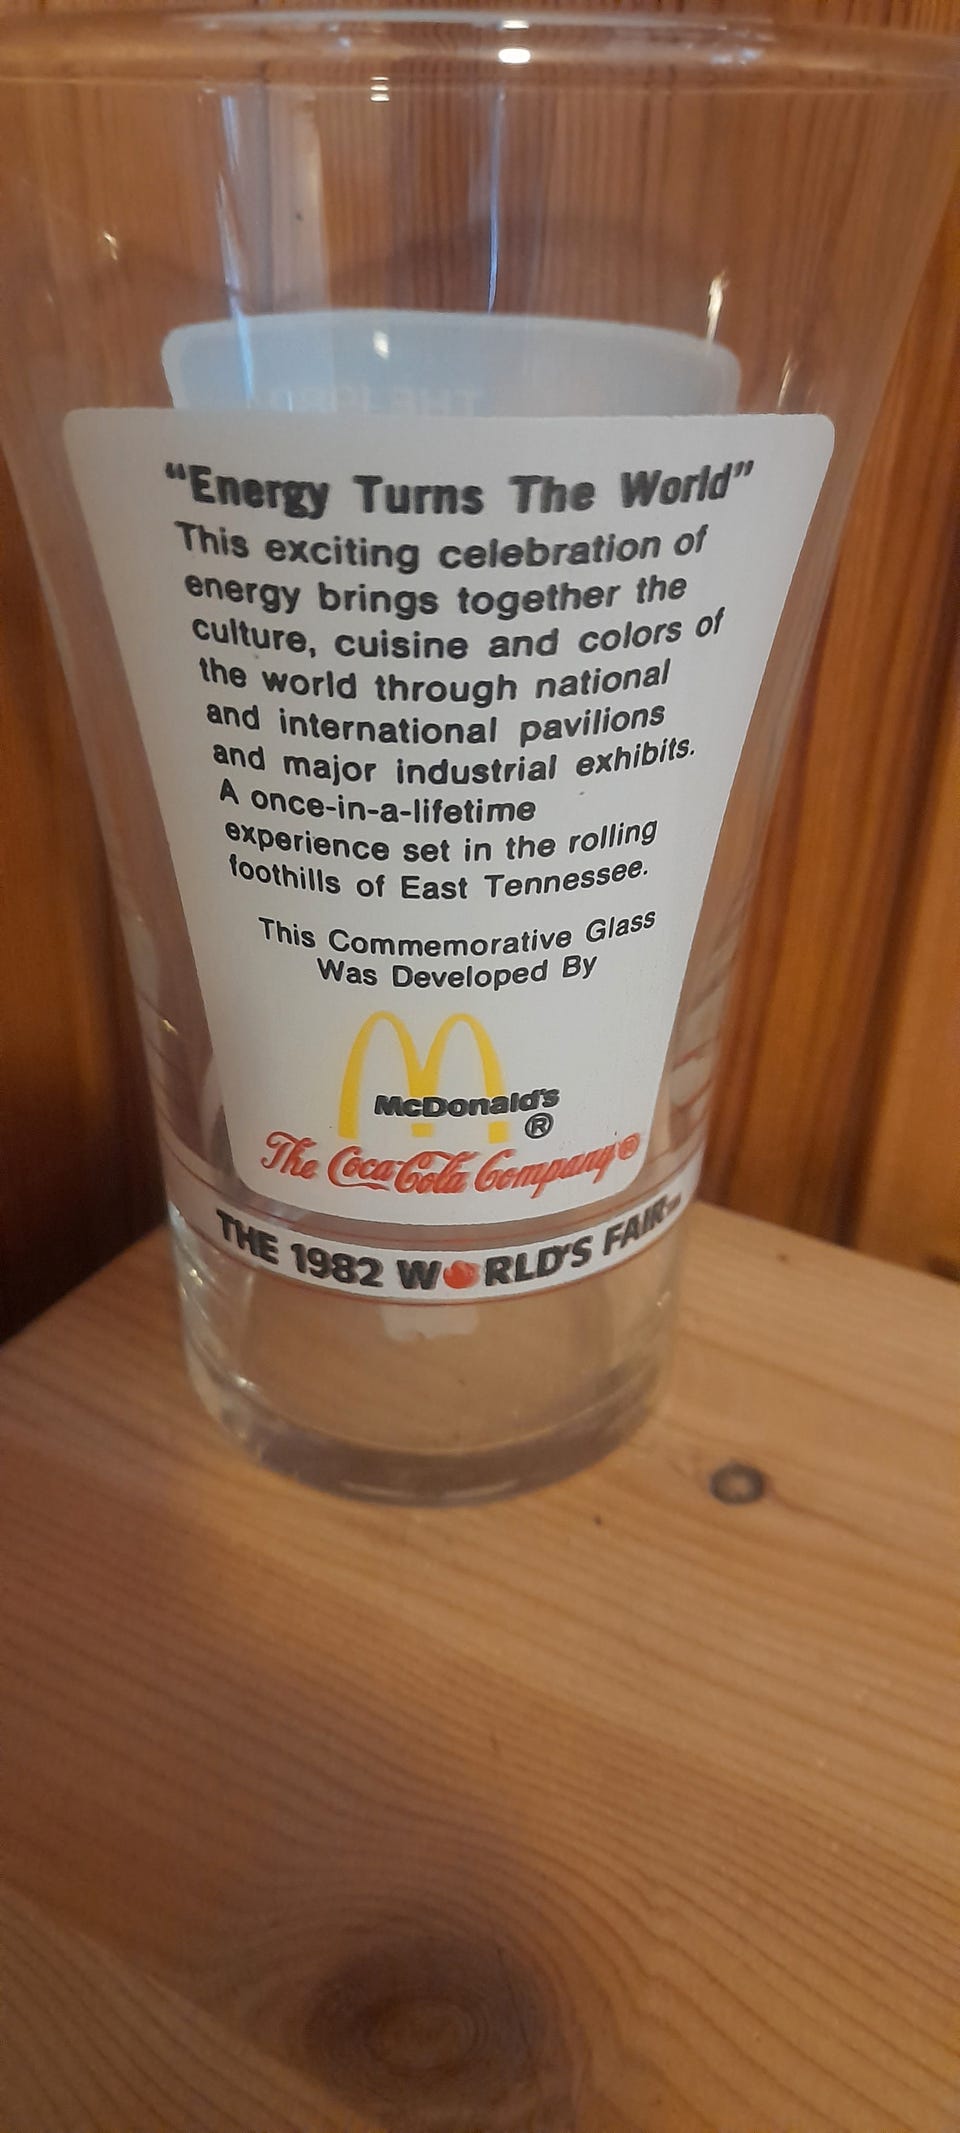 "Energy Turns The World"
This exciting celebration of
energy brings together the
culture, cuisine and colors of
the world through national
and international pavilions
and major industrial exhibits.
A once-in-a-lifetime
experience set in the rolling
foothills of East Tennessee.
This Commemorative Glass
Was Developed By
McDonald's
®
The Coca-Cola Company®
THE 1982 WORLD'S FAIR™